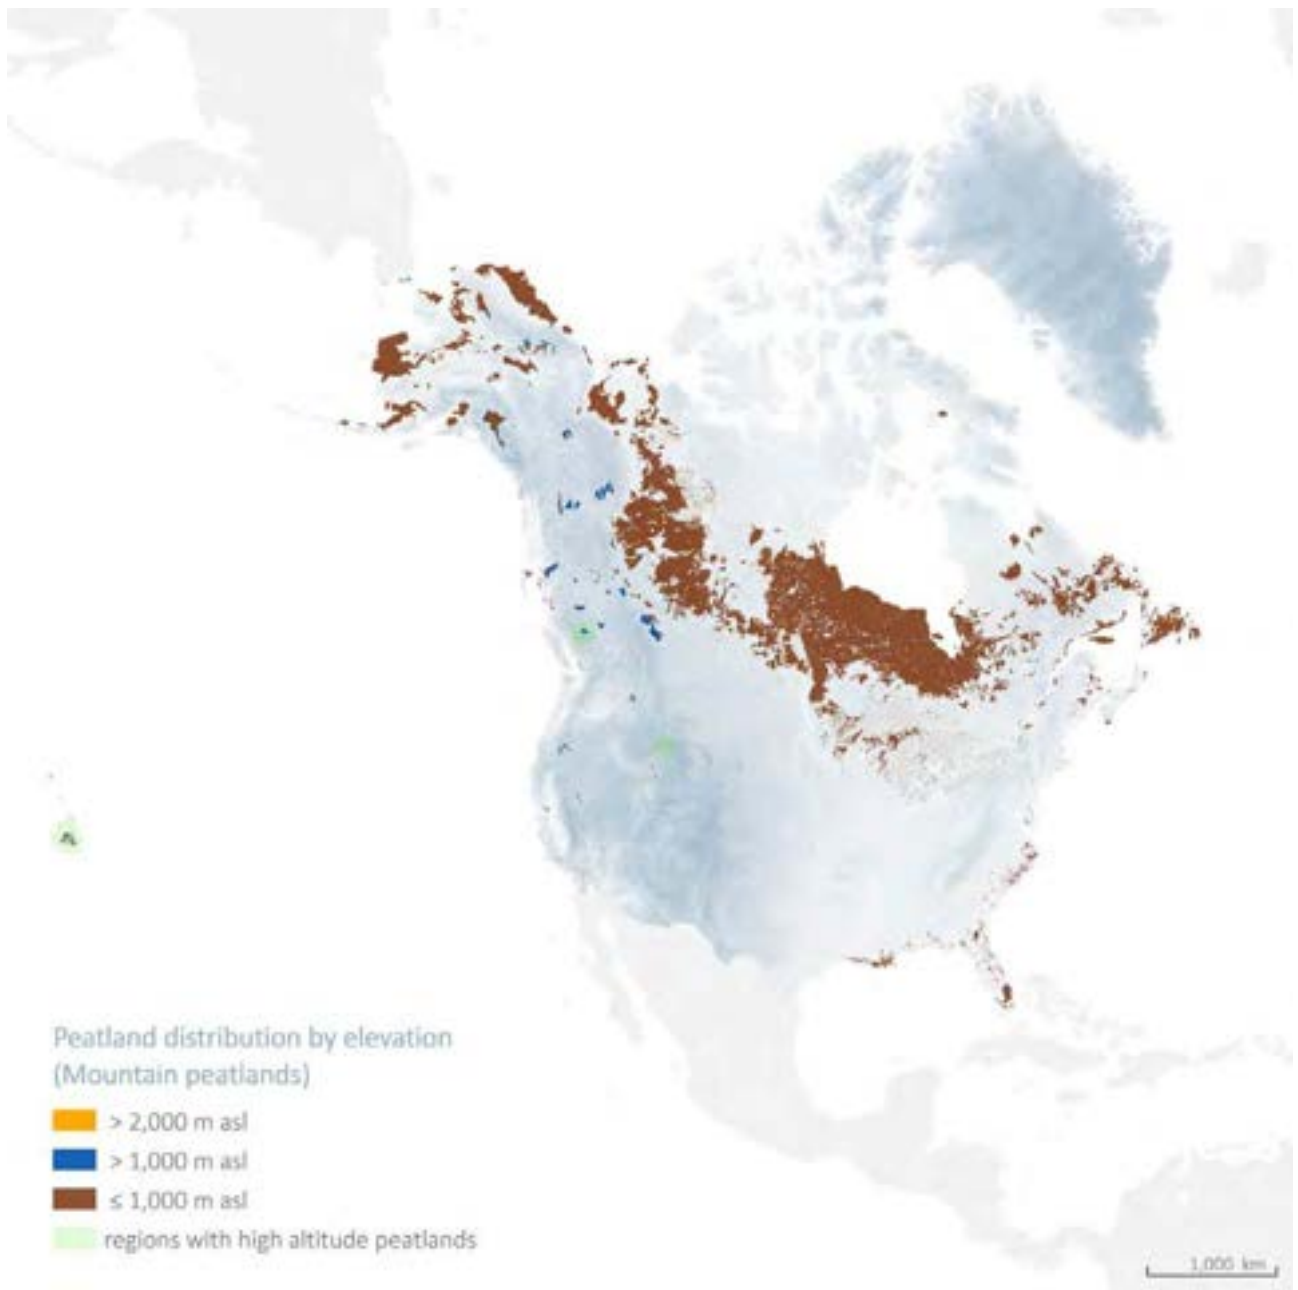 Peatland distribution by elevation
(Mountain peatlands)
> 2,000 m asl
> 1,000 m asl
≤ 1,000 m asl
regions with high altitude peatlands
1,000 km